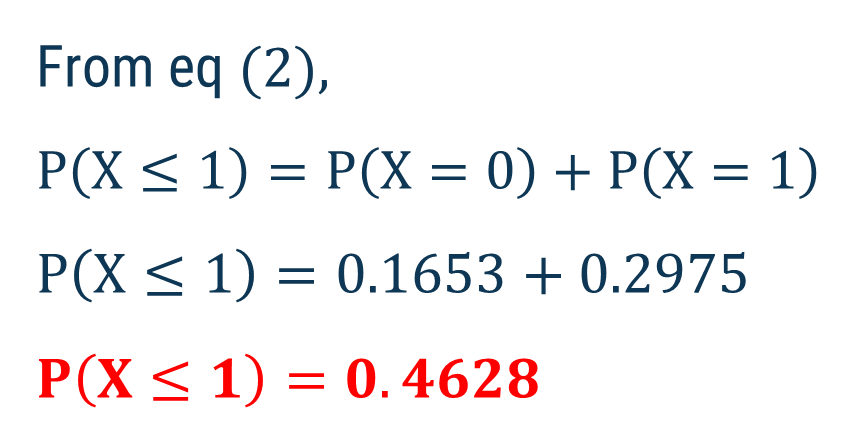 From eq (2),
P(X ≤ 1) = P(X = 0) + P(X = 1)
P(X ≤ 1) = 0.1653 + 0.2975
P(X ≤ 1) = 0.4628